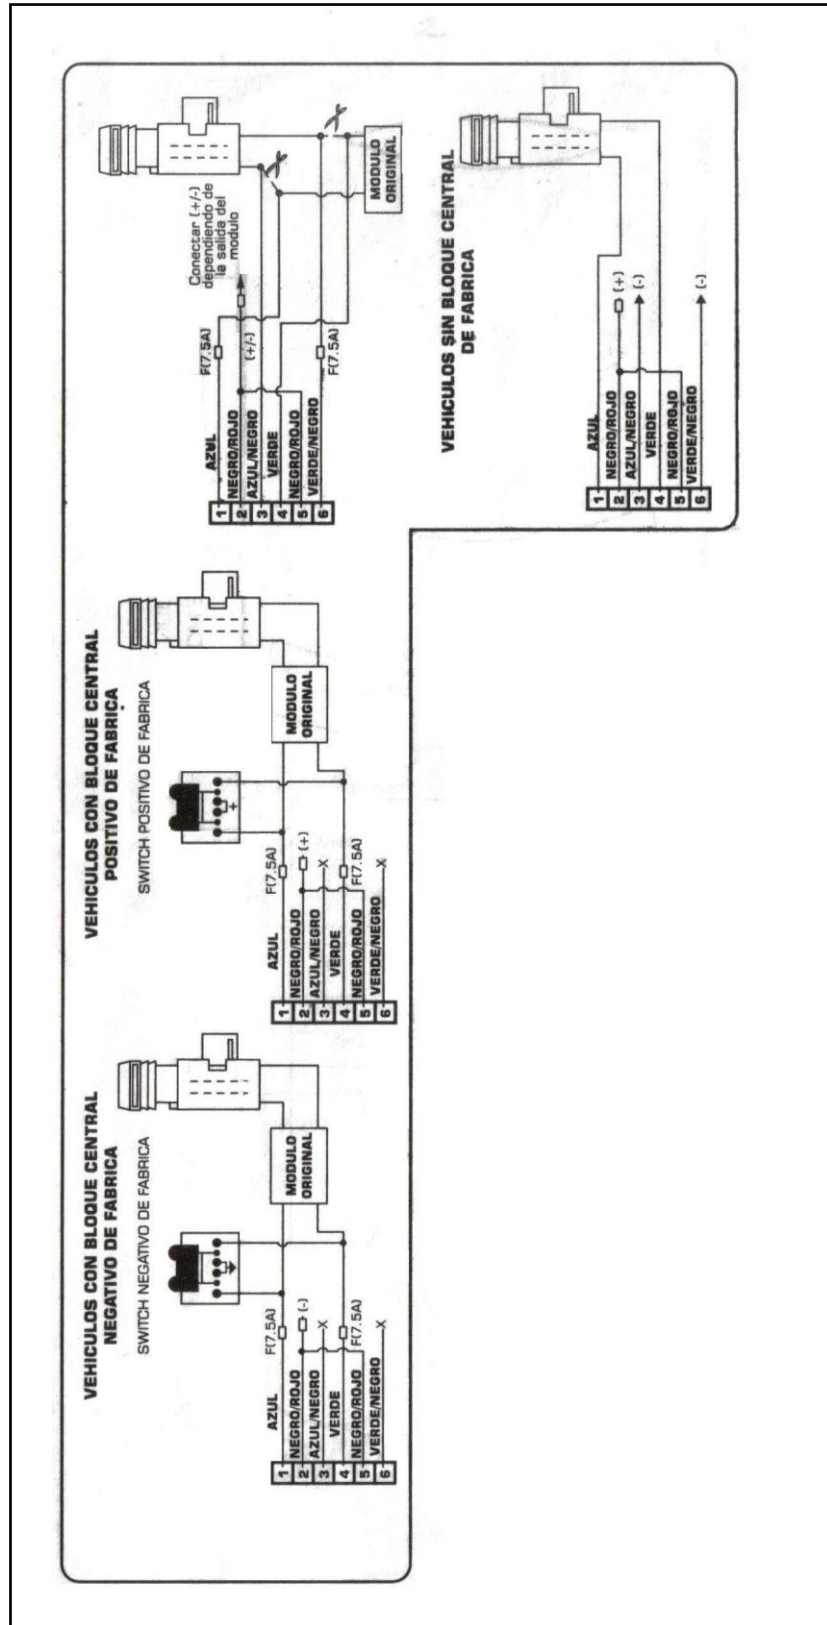 VEHICULOS CON BLOQUE CENTRAL
NEGATIVO DE FABRICA
SWITCH NEGATIVO DE FABRICA
MODULO
ORIGINAL
F(7.5A)
(-)
X
F(7.5A)
X
AZUL
NEGRO/ROJO
AZUL/NEGRO
VERDE
NEGRO/ROJO
VERDE/NEGRO
1
2
3
4
5
6
VEHICULOS CON BLOQUE CENTRAL
POSITIVO DE FABRICA
SWITCH POSITIVO DE FABRICA
+
MODULO
ORIGINAL
F(7.5A)
(+)
X
F(7.5A)
X
AZUL
NEGRO/ROJO
AZUL/NEGRO
VERDE
NEGRO/ROJO
VERDE/NEGRO
1
2
3
4
5
6
Conectar (+/-)
dependiendo de
la salida del
modulo
MODULO
ORIGINAL
F(7.5A)
(+/-)
F(7.5A)
AZUL
NEGRO/ROJO
AZUL/NEGRO
VERDE
NEGRO/ROJO
VERDE/NEGRO
1
2
3
4
5
6
VEHICULOS SIN BLOQUE CENTRAL
DE FABRICA
(+)
(-)
(-)
AZUL
NEGRO/ROJO
AZUL/NEGRO
VERDE
NEGRO/ROJO
VERDE/NEGRO
1
2
3
4
5
6